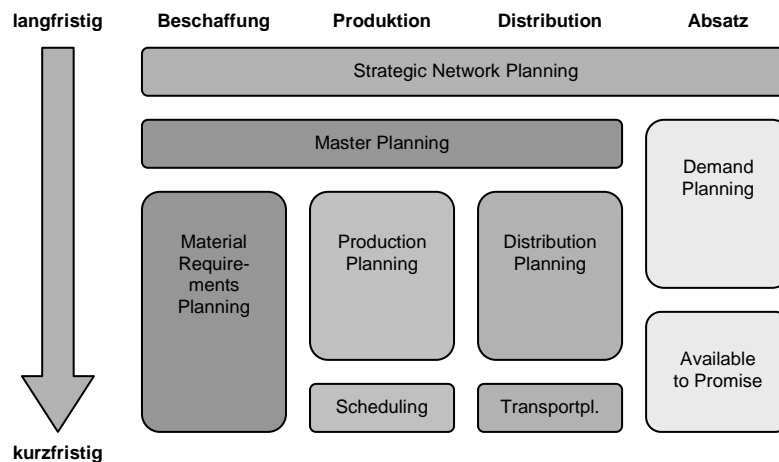 langfristig
Beschaffung
Produktion
Distribution
Absatz
Strategic Network Planning
Master Planning
Demand
Planning
Material
Require-
ments
Planning
Production
Planning
Distribution
Planning
Available
to Promise
Scheduling
Transportpl.
kurzfristig